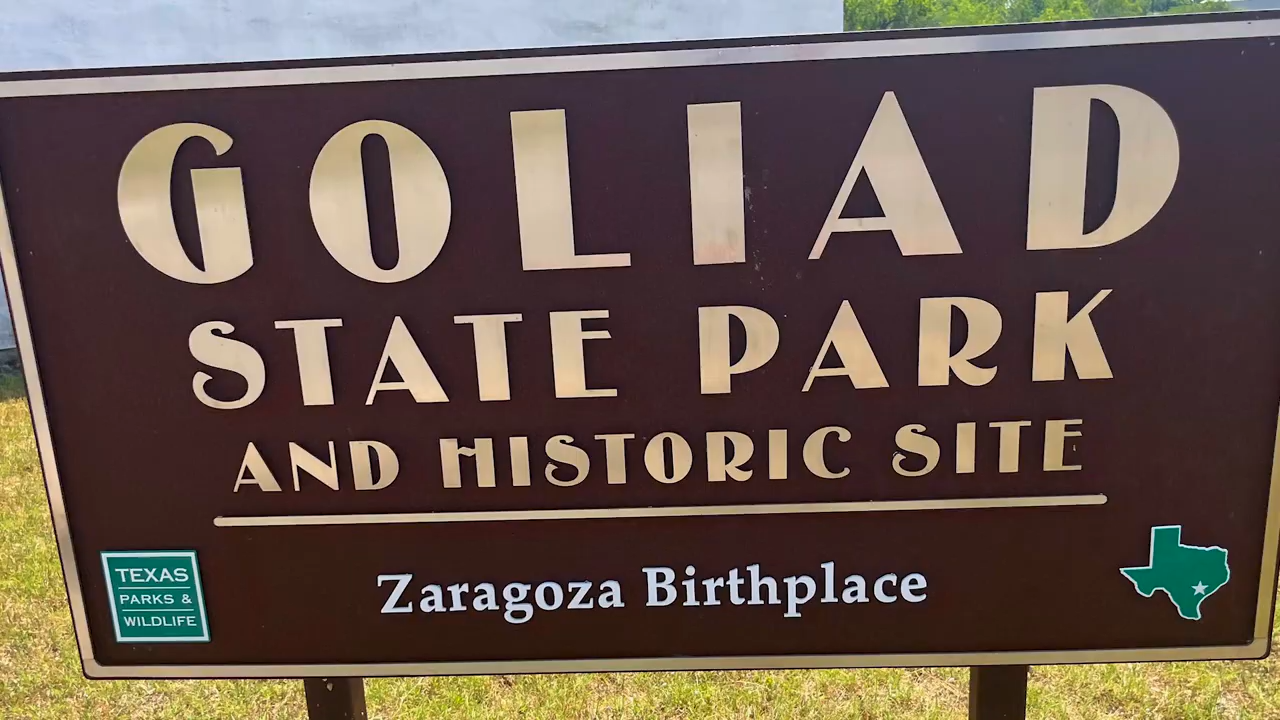 GOLIAD
STATE PARK
AND HISTORIC SITE
Zaragoza Birthplace
TEXAS
PARKS &
WILDLIFE